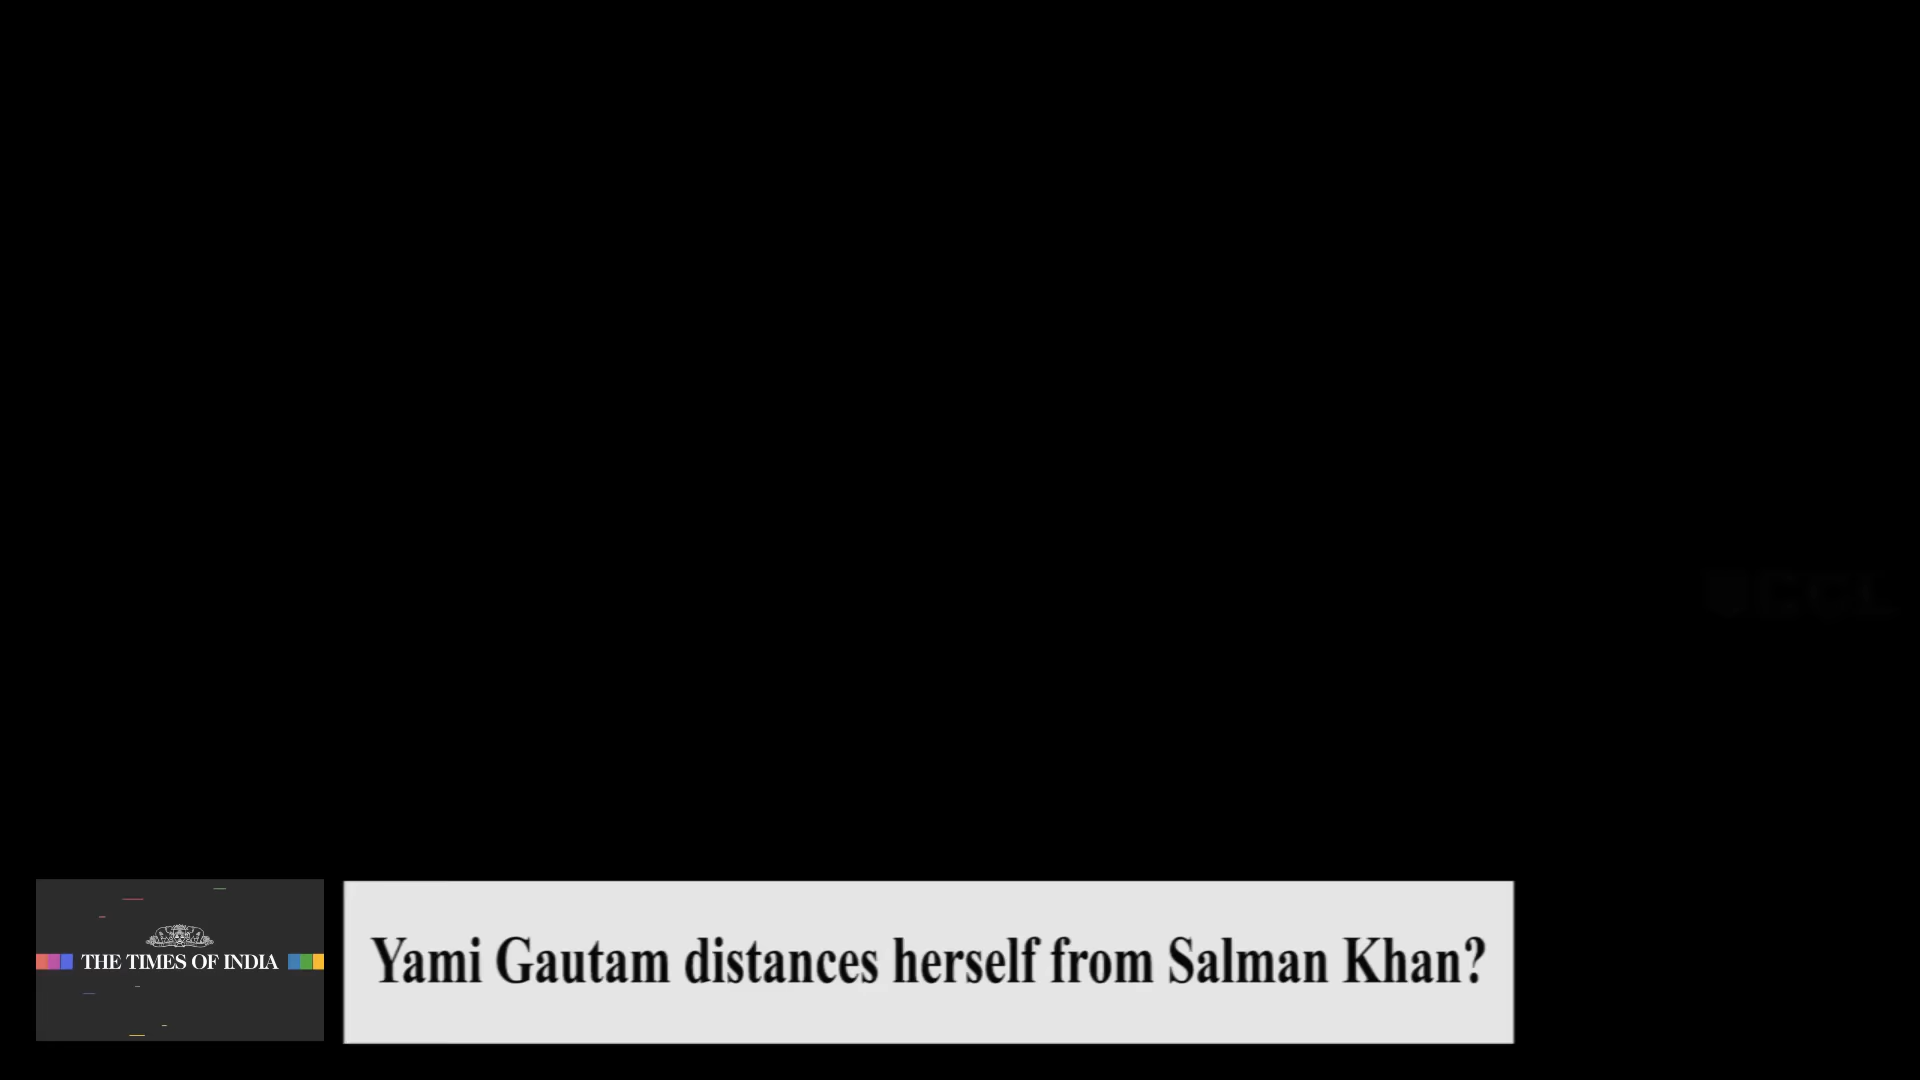 THE TIMES OF INDIA
Yami Gautam distances herself from Salman Khan?